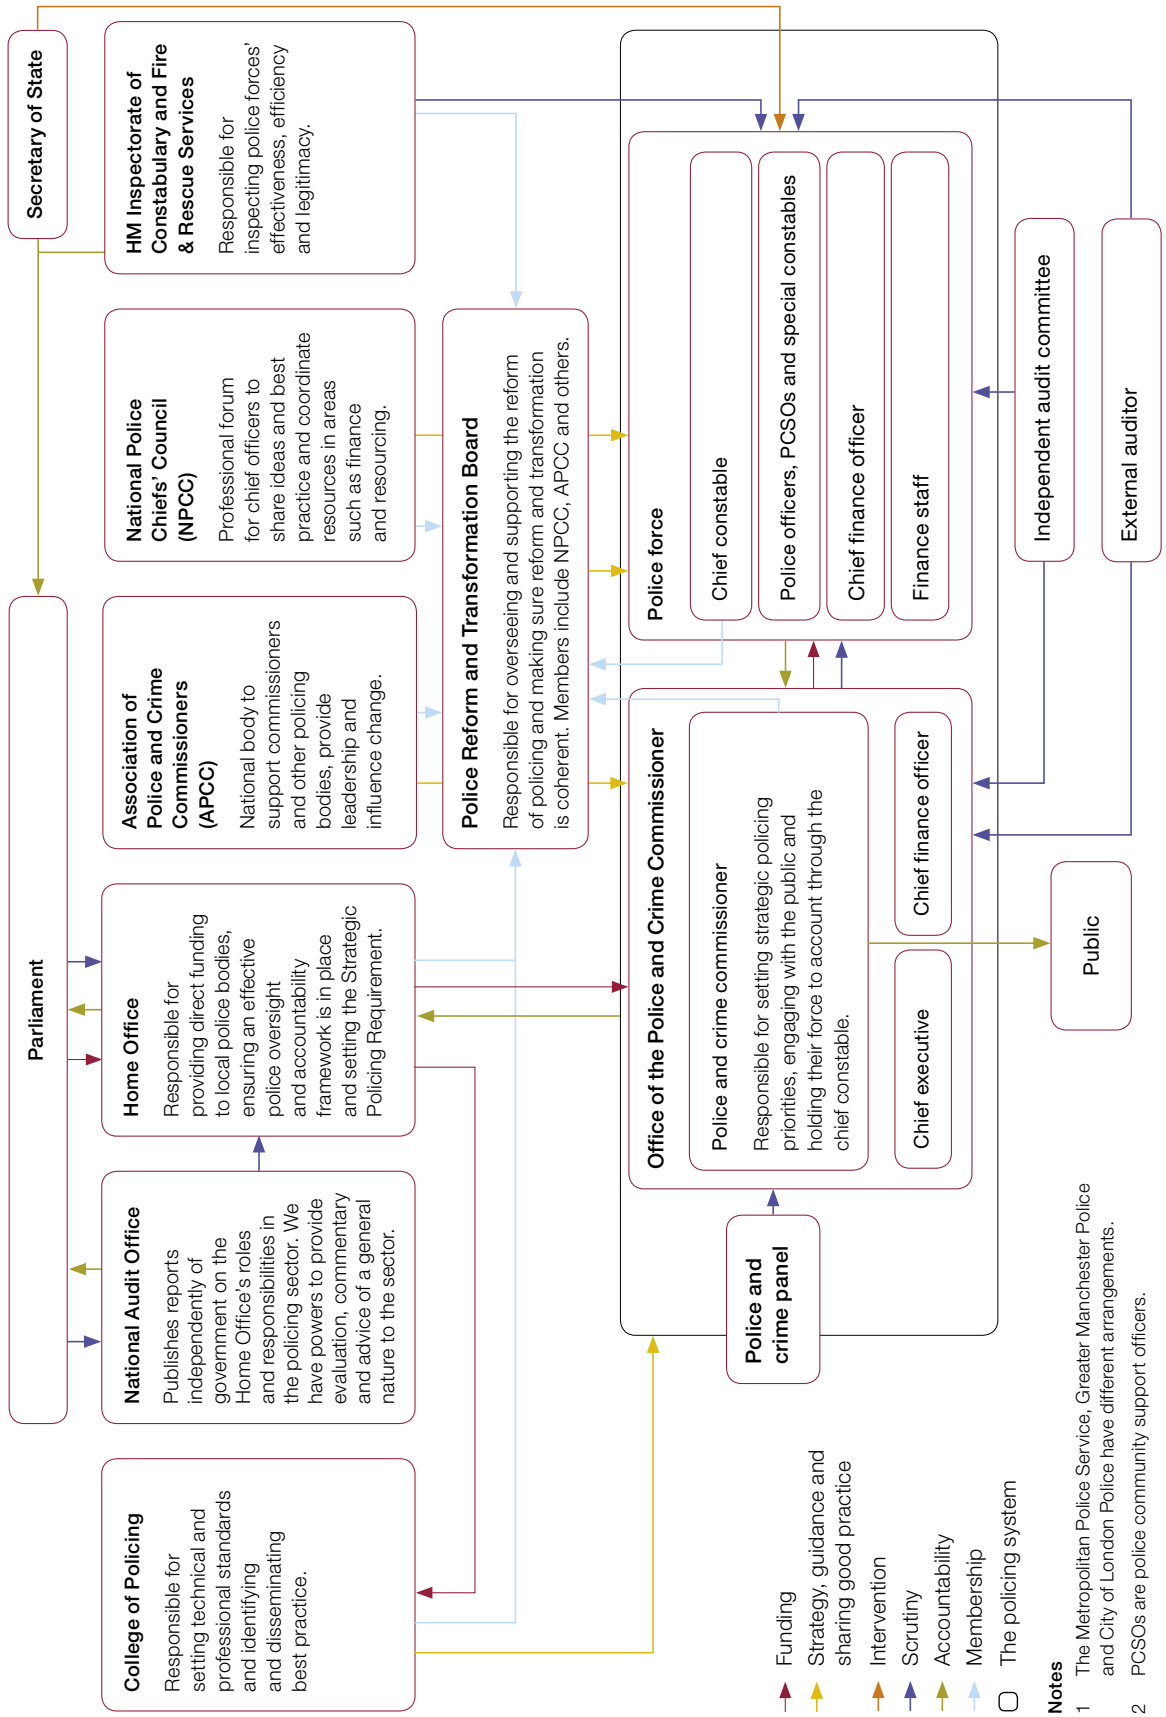 Parliament
Secretary of State
College of Policing
Responsible for
setting technical and
professional standards
and identifying
and disseminating
best practice.
National Audit Office
Publishes reports
independently of
government on the
Home Office's roles
and responsibilities in
the policing sector. We
have powers to provide
evaluation, commentary
and advice of a general
nature to the sector.
Home Office
Responsible for
providing direct funding
to local police bodies,
ensuring an effective
police oversight
and accountability
framework is in place
and setting the Strategic
Policing Requirement.
Association of
Police and Crime
Commissioners
(APCC)
National body to
support commissioners
and other policing
bodies, provide
leadership and
influence change.
National Police
Chiefs' Council
(NPCC)
Professional forum
for chief officers to
share ideas and best
practice and coordinate
resources in areas
such as finance
and resourcing.
HM Inspectorate of
Constabulary and Fire
& Rescue Services
Responsible for
inspecting police forces'
effectiveness, efficiency
and legitimacy.
Police Reform and Transformation Board
Responsible for overseeing and supporting the reform
of policing and making sure reform and transformation
is coherent. Members include NPCC, APCC and others.
Police and
crime panel
Office of the Police and Crime Commissioner
Police and crime commissioner
Responsible for setting strategic policing
priorities, engaging with the public and
holding their force to account through the
chief constable.
Chief executive
Chief finance officer
Police force
Chief constable
Police officers, PCSOs and special constables
Chief finance officer
Finance staff
Public
Independent audit committee
External auditor
Funding
Strategy, guidance and
sharing good practice
Intervention
Scrutiny
Accountability
Membership
The policing system
Notes
1 The Metropolitan Police Service, Greater Manchester Police
and City of London Police have different arrangements.
2 PCSOs are police community support officers.